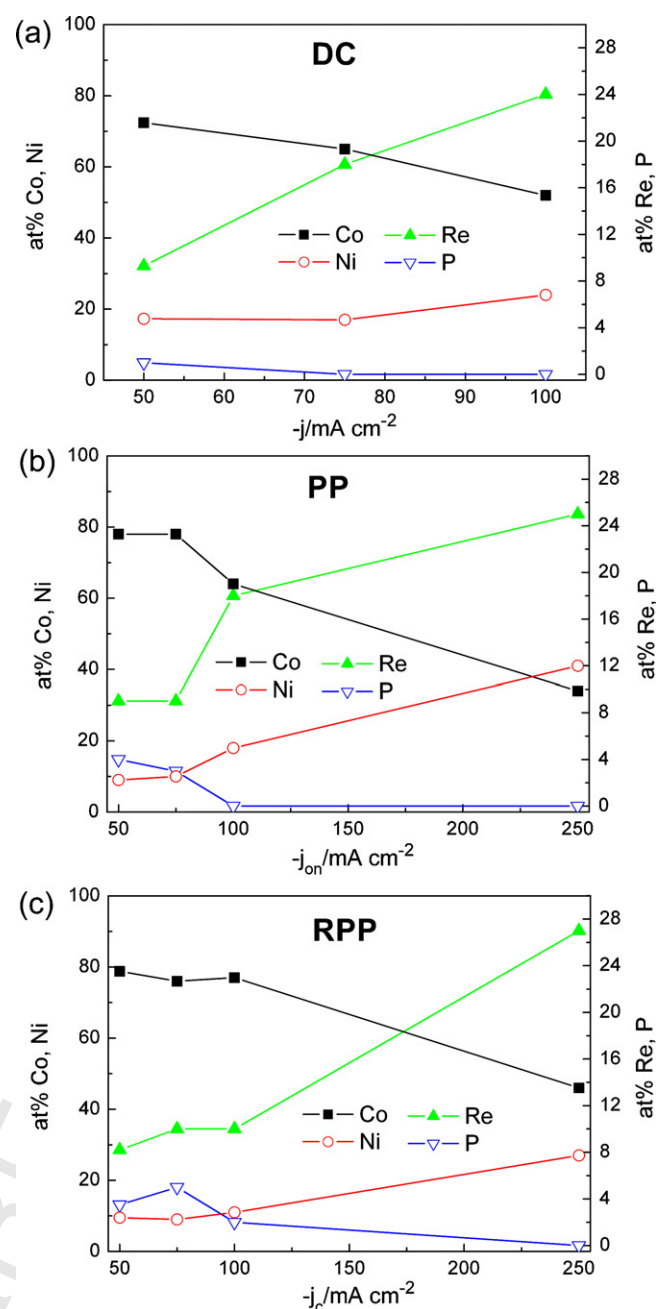 (a)
DC
100
80
60
40
20
0
at% Co, Ni
28
24
20
16
12
8
4
0
at% Re, P
Co Re
Ni P
50 60 70 80 90 100
-j/mA cm-2
(b)
PP
100
80
60
40
20
0
at% Co, Ni
28
24
20
16
12
8
4
0
at% Re, P
Co Re
Ni P
50 100 150 200 250
-jon/mA cm-2
(c)
RPP
100
80
60
40
20
0
at% Co, Ni
28
24
20
16
12
8
4
0
at% Re, P
Co Re
Ni P
50 100 150 200 250
-jc/mA cm-2